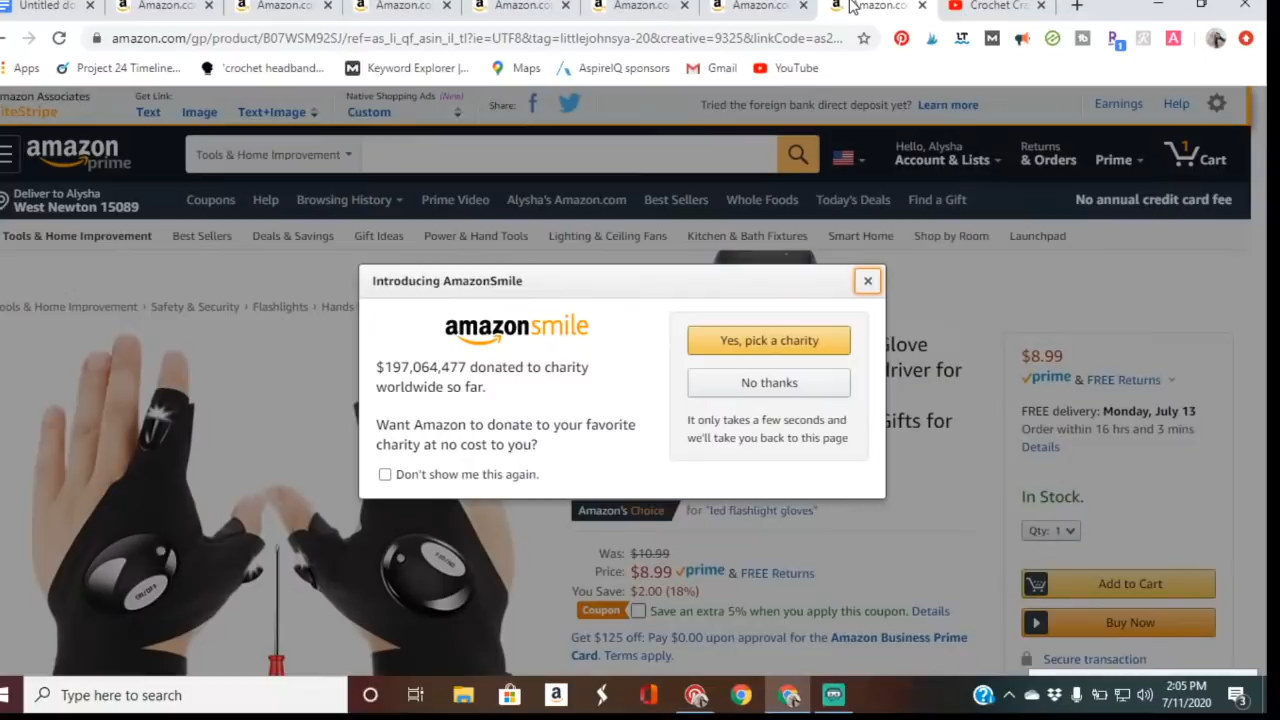 Untitled do
Amazon.co
Amazon.co
Amazon.co
Amazon.co
Amazon.co
Amazon.co
Amazon.co
Crochet Cre
amazon.com/gp/product/B07WSM92SJ/ref=as_li_qf_asin_il_tl?ie=UTF8&tag=littlejohnsya-20&creative=9325&linkCode=as2...
Apps
Project 24 Timeline...
'crochet headband...
Keyword Explorer |...
Maps
AspireIQ sponsors
Gmail
YouTube
mazon Associates
iteStripe
Get Link:
Text
Image
Text+Image
Native Shopping Ads (New)
Custom
Share:
Tried the foreign bank direct deposit yet? Learn more
Earnings
Help
amazon prime
Tools & Home Improvement
Hello, Alysha
Account & Lists
Returns
& Orders
Prime
1
Cart
Deliver to Alysha
West Newton 15089
Coupons
Help
Browsing History
Prime Video
Alysha's Amazon.com
Best Sellers
Whole Foods
Today's Deals
Find a Gift
No annual credit card fee
Tools & Home Improvement
Best Sellers
Deals & Savings
Gift Ideas
Power & Hand Tools
Lighting & Ceiling Fans
Kitchen & Bath Fixtures
Smart Home
Shop by Room
Launchpad
ools & Home Improvement › Safety & Security › Flashlights › Hands
Introducing AmazonSmile
amazonsmile
$197,064,477 donated to charity
worldwide so far.
Want Amazon to donate to your favorite
charity at no cost to you?
Don't show me this again.
Yes, pick a charity
No thanks
It only takes a few seconds and
we'll take you back to this page
Glove
driver for
Gifts for
Amazon's Choice for "led flashlight gloves"
Was: $10.99
Price: $8.99 prime & FREE Returns
You Save: $2.00 (18%)
Coupon Save an extra 5% when you apply this coupon. Details
Get $125 off: Pay $0.00 upon approval for the Amazon Business Prime
Card. Terms apply.
ON/OFF
$8.99
prime & FREE Returns
FREE delivery: Monday, July 13
Order within 16 hrs and 3 mins
Details
In Stock.
Qty: 1
Add to Cart
Buy Now
Secure transaction
Type here to search
2:05 PM
7/11/2020
3